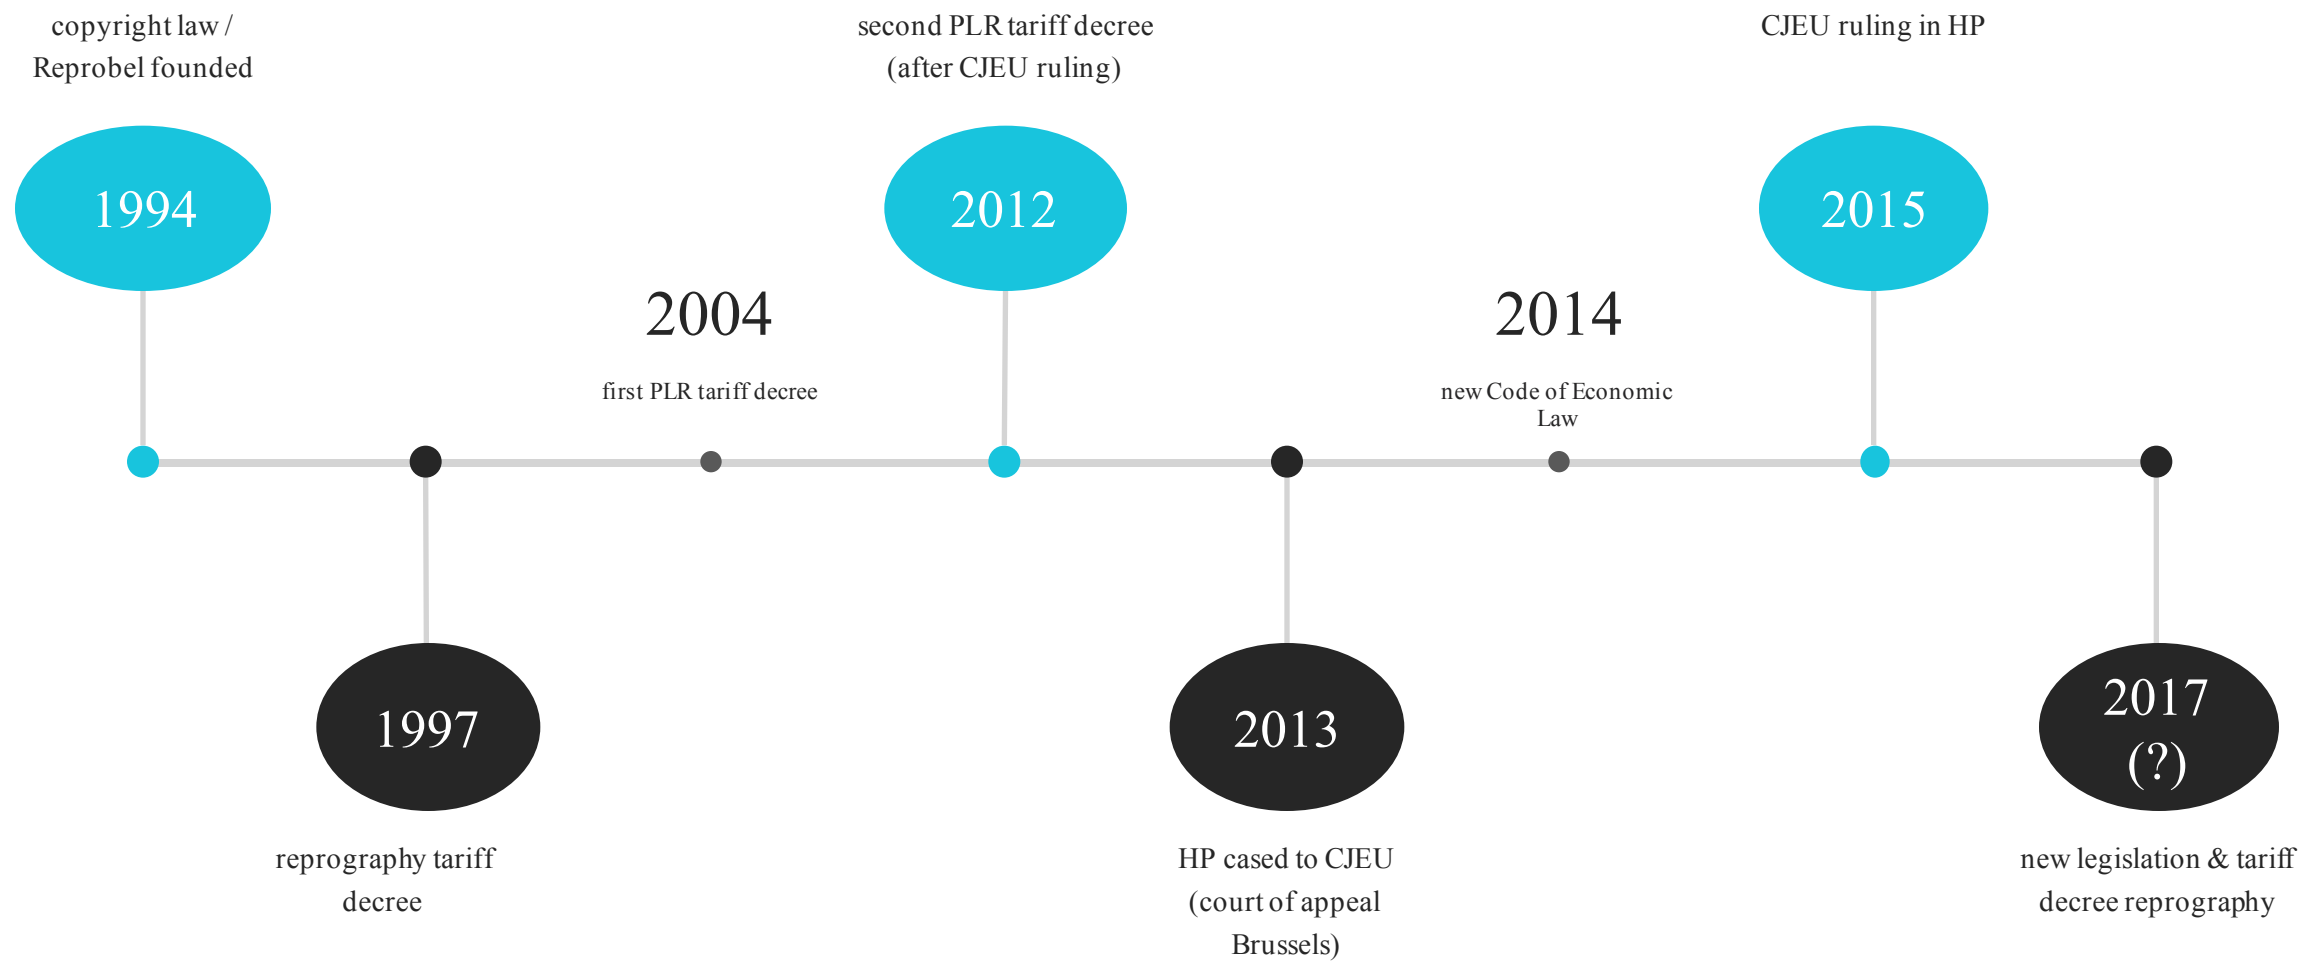 copyright law /
Reprobel founded
1994
1997
reprography tariff
decree
2004
first PLR tariff decree
second PLR tariff decree
(after CJEU ruling)
2012
2013
HP cased to CJEU
(court of appeal
Brussels)
2014
new Code of Economic
Law
CJEU ruling in HP
2015
2017
(?)
new legislation & tariff
decree reprography